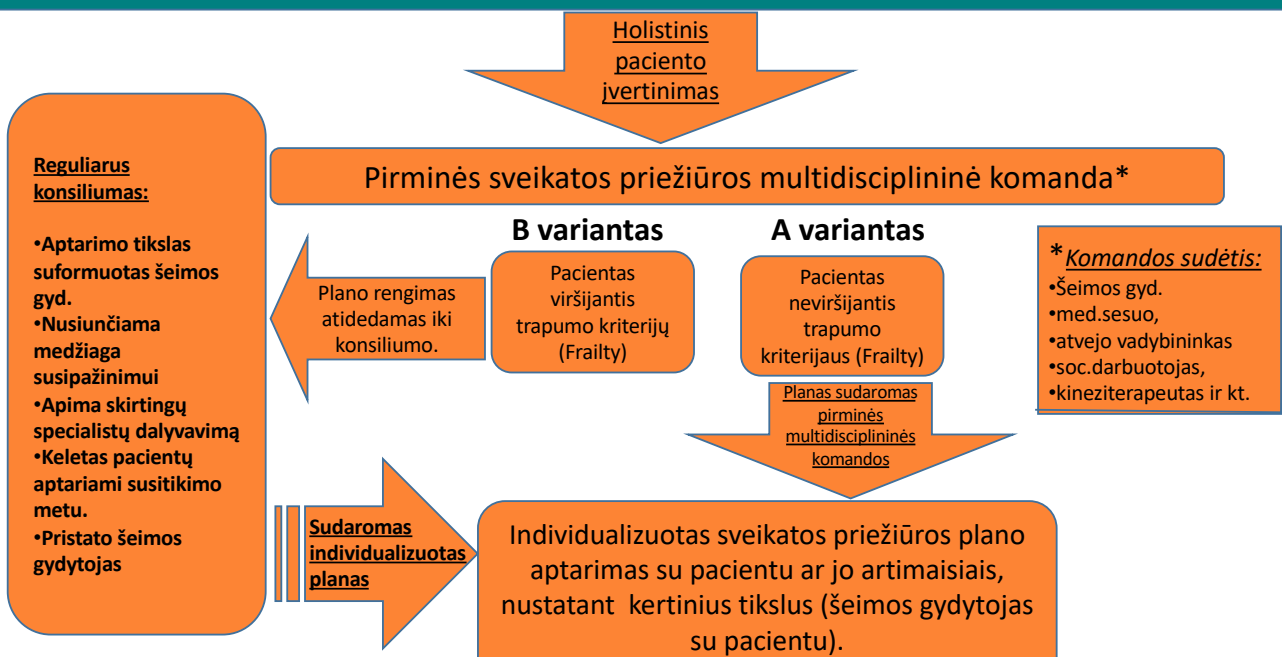 Holistinis
paciento
įvertinimas
Pirminės sveikatos priežiūros multidisciplininė komanda*
Reguliarus
konsiliumas:
•Aptarimo tikslas
suformuotas šeimos
gyd.
•Nusiunčiama
medžiaga
susipažinimui
•Apima skirtingų
specialistų dalyvavimą
•Keletas pacientų
aptariami susitikimo
metu.
•Pristato šeimos
gydytojas
B variantas
Pacientas
viršijantis
trapumo kriterijų
(Frailty)
Plano rengimas
atidedamas iki
konsiliumo.
A variantas
Pacientas
neviršijantis
trapumo
kriterijaus (Frailty)
Planas sudaromas
pirminės
multidisciplininės
komandos
*Komandos sudėtis:
•Šeimos gyd.
•med.sesuo,
•atvejo vadybininkas
•soc.darbuotojas,
•kineziterapeutas ir kt.
Sudaromas
individualizuotas
planas
Individualizuotas sveikatos priežiūros plano
aptarimas su pacientu ar jo artimaisiais,
nustatant kertinius tikslus (šeimos gydytojas
su pacientu).